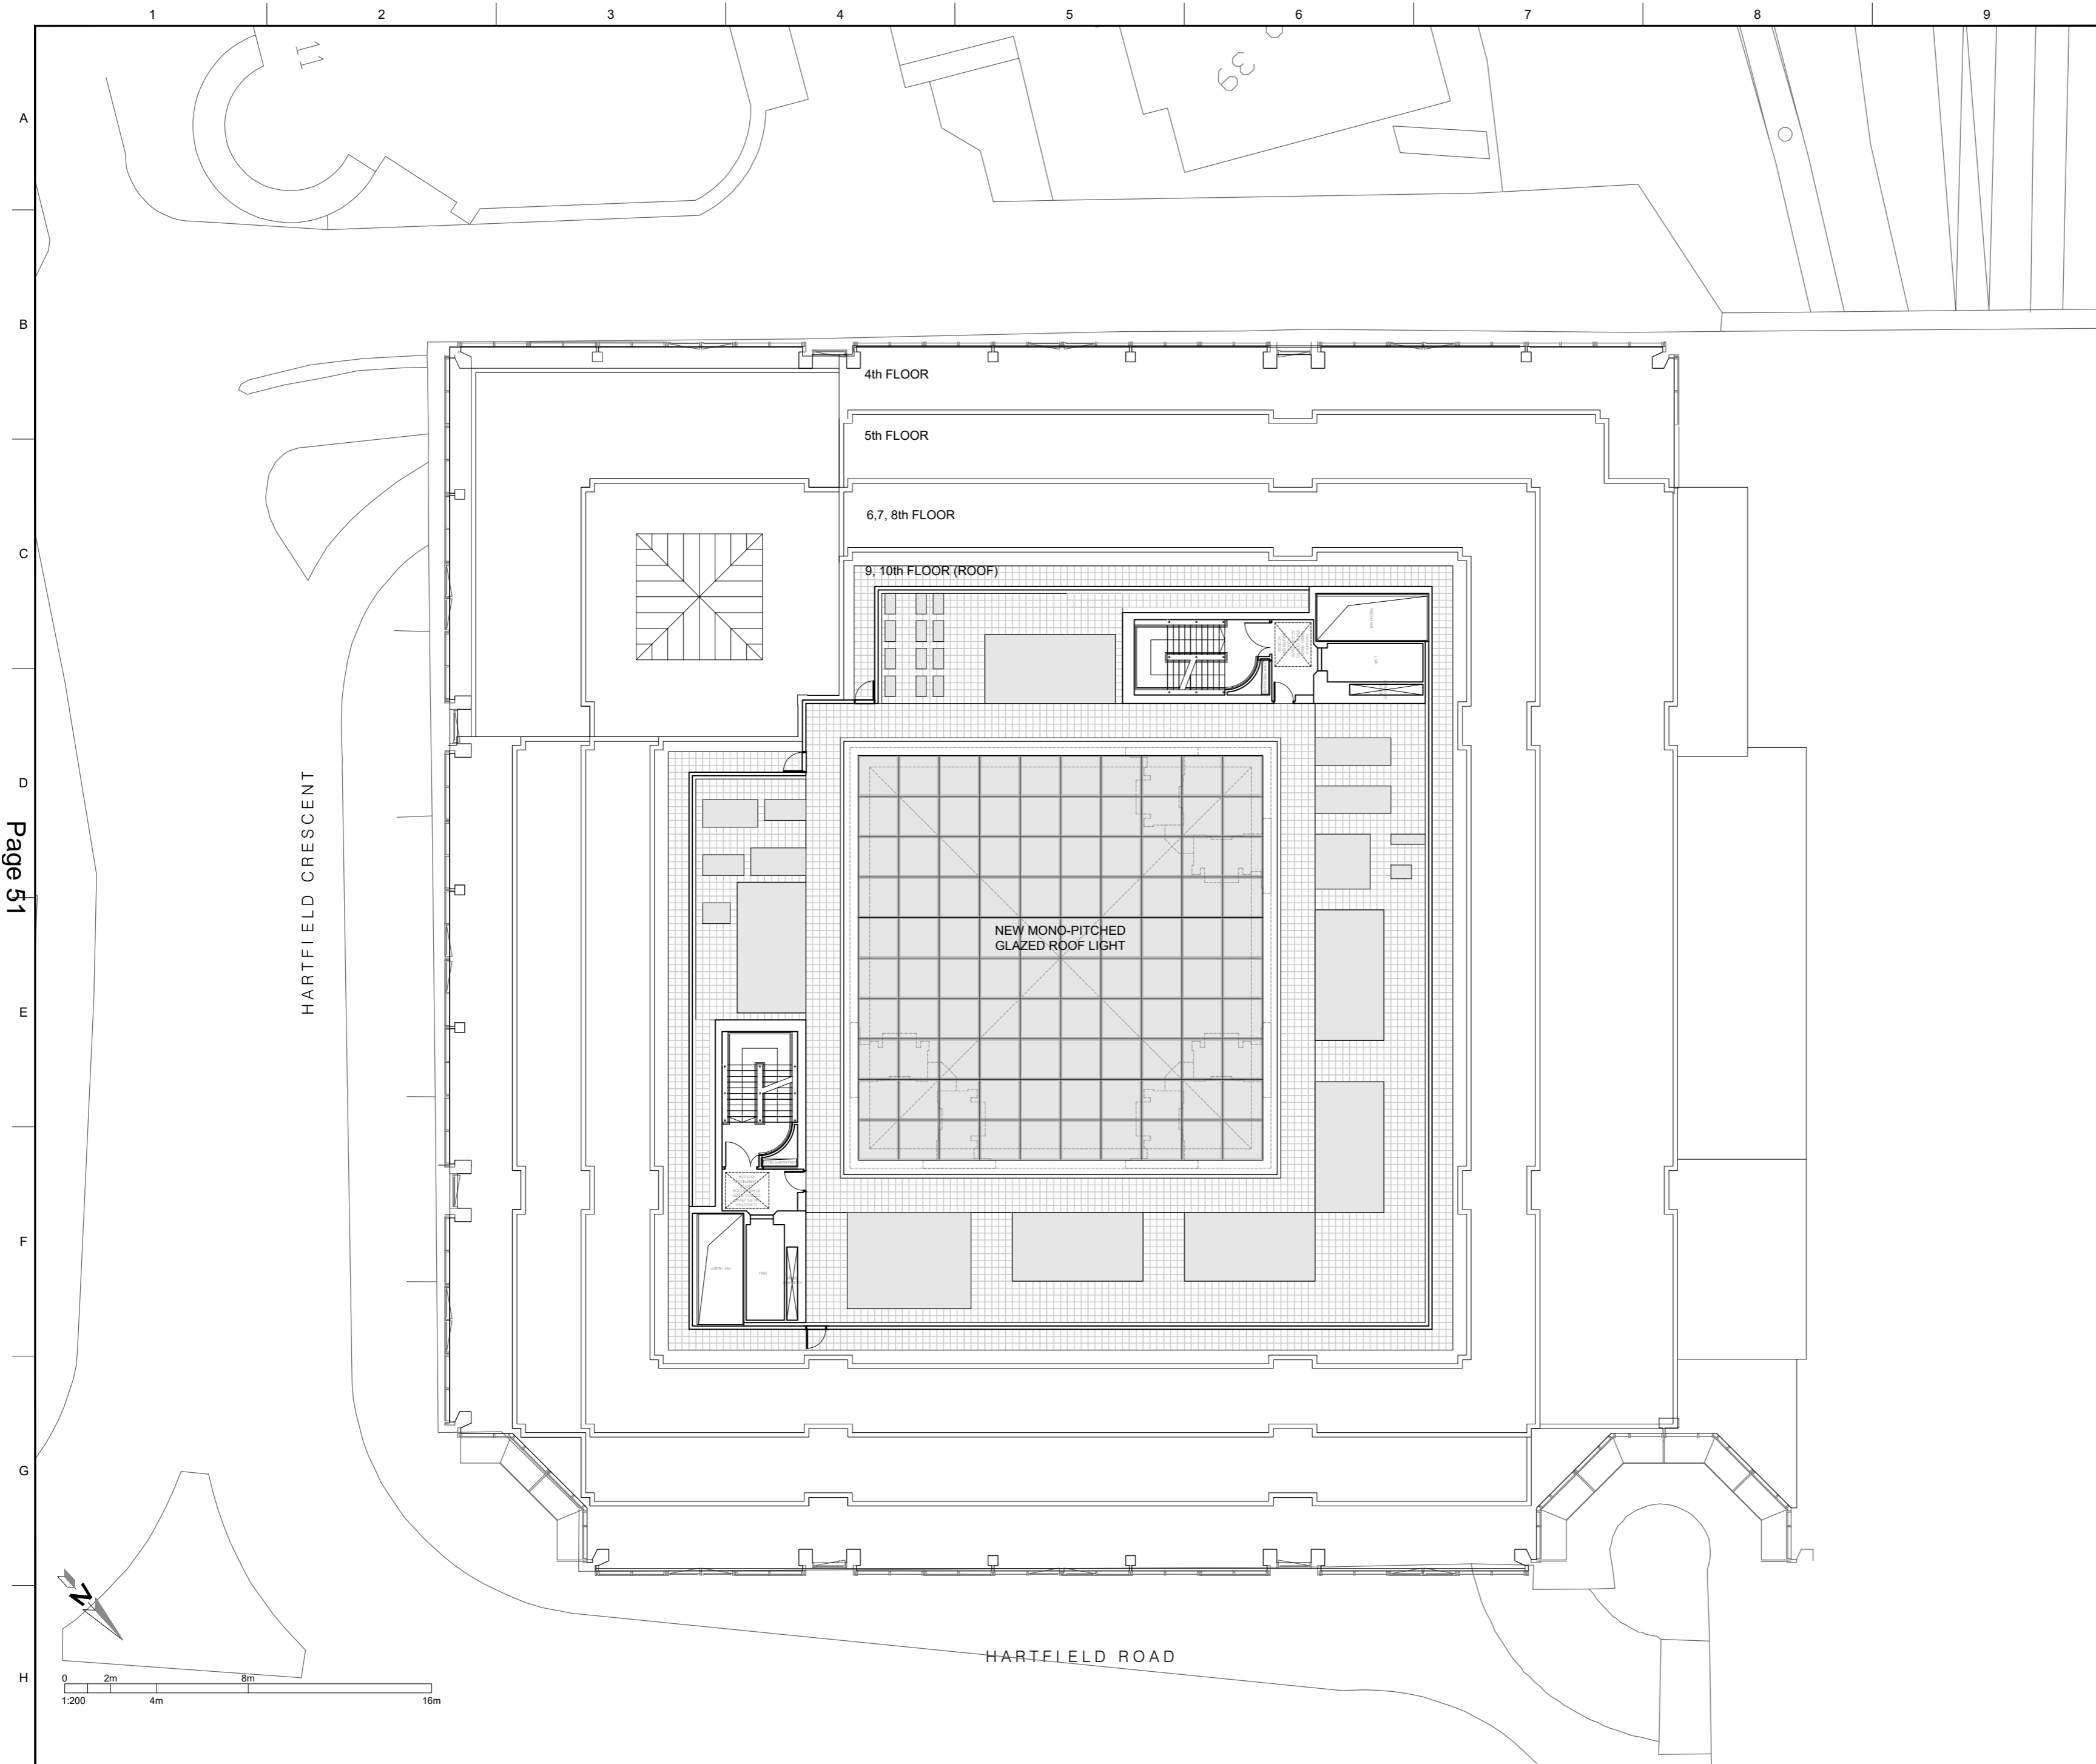 1 2 3 4 5 6 7 8 9
A
B
C
D
E
F
G
H
11
39
4th FLOOR
5th FLOOR
6,7, 8th FLOOR
9, 10th FLOOR (ROOF)
NEW MONO-PITCHED
GLAZED ROOF LIGHT
HARTFIELD CRESCENT
Page 51
HARTFIELD ROAD
N
0 2m 8m
1:200 4m 16m